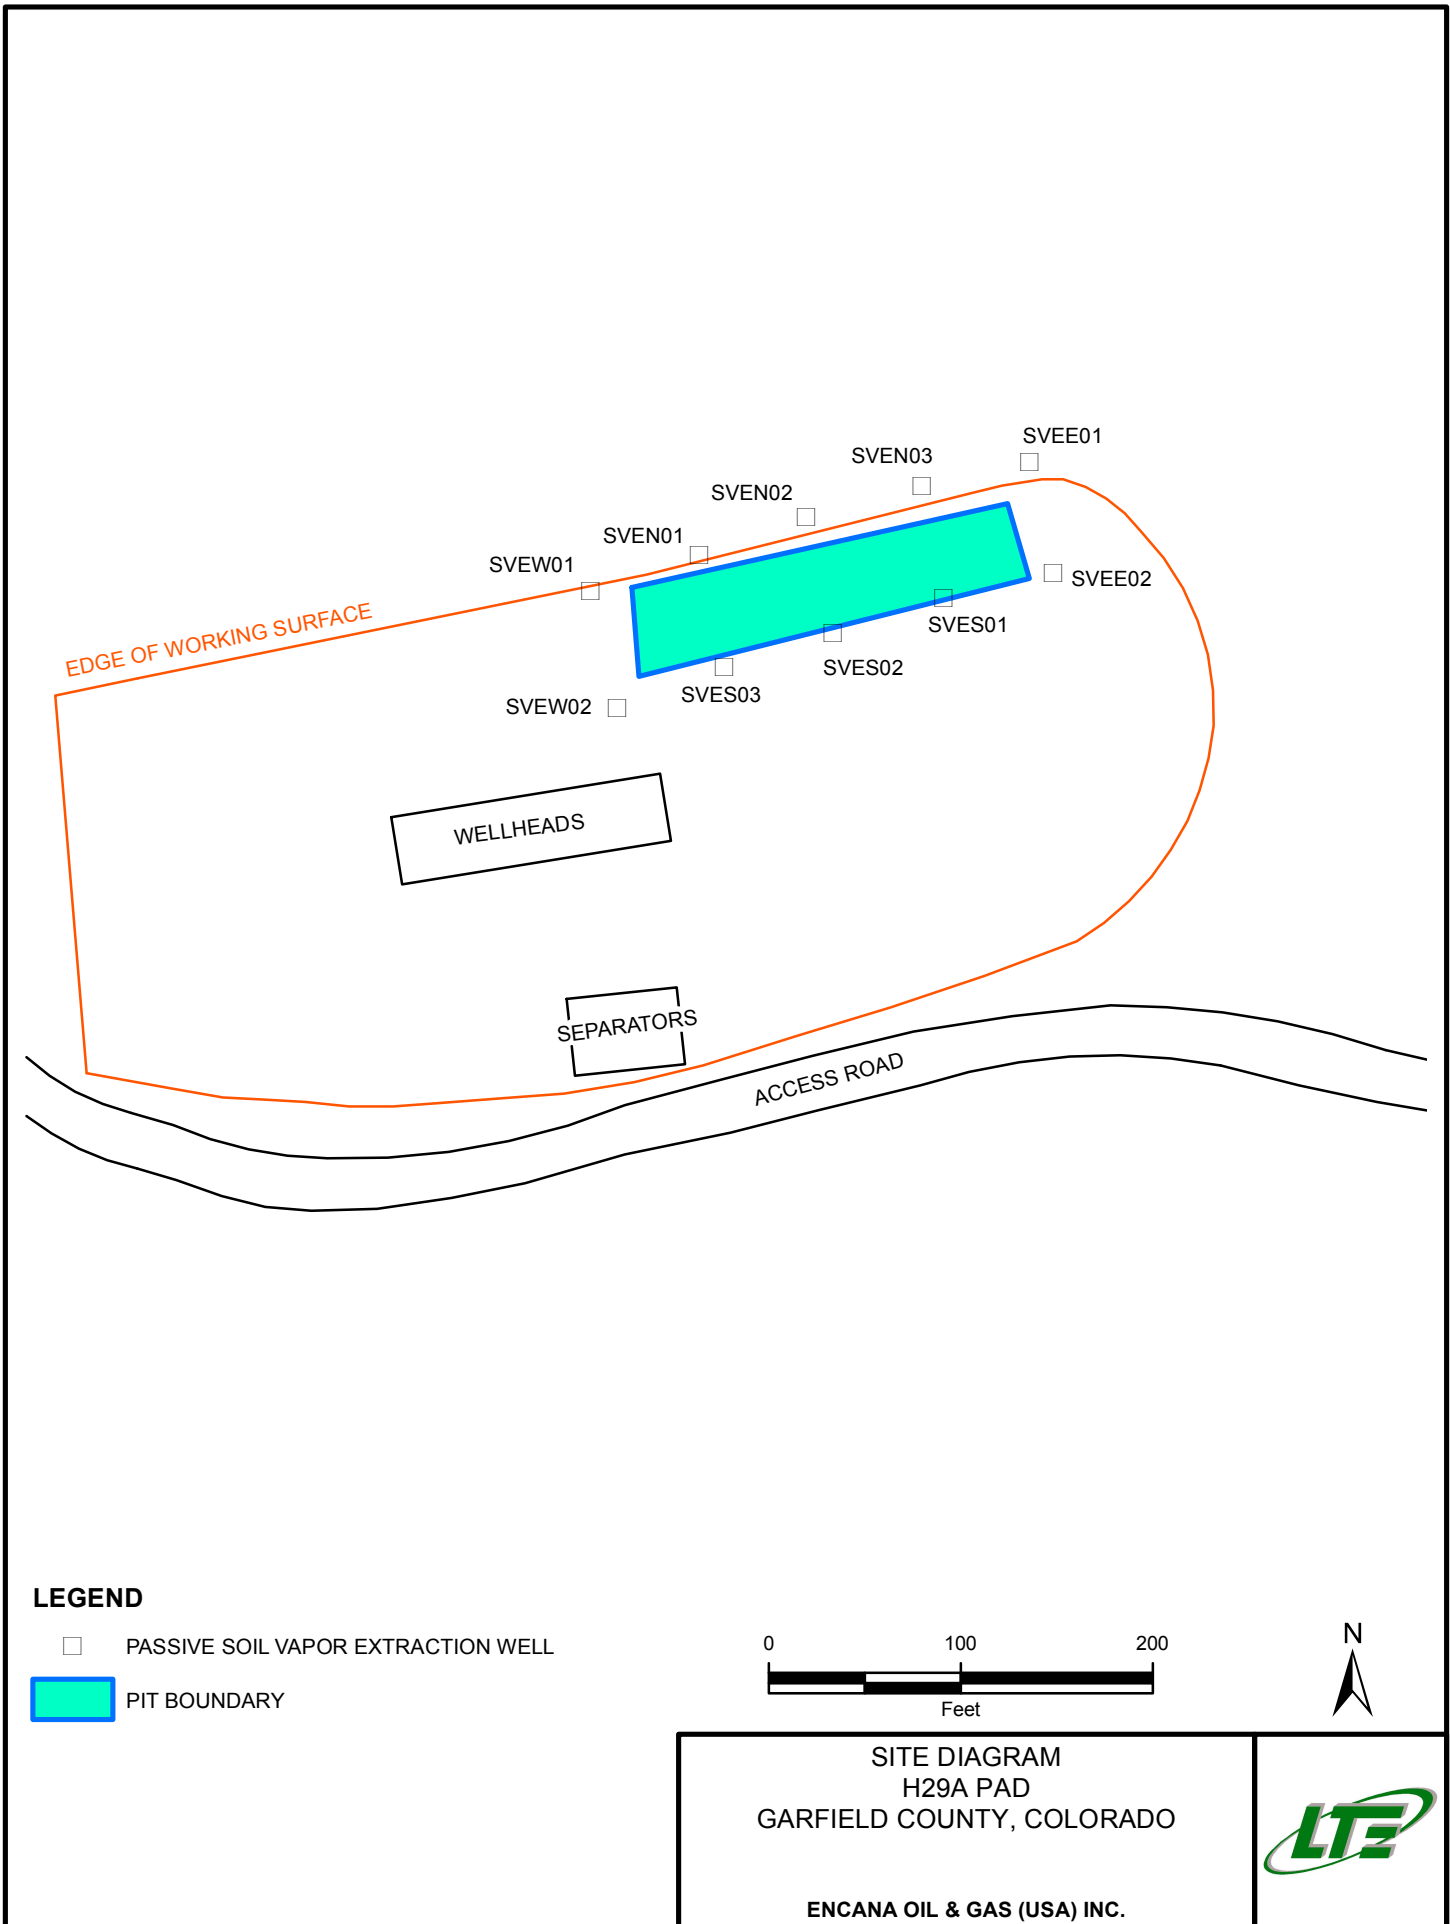 SVEE01
SVEN03
SVEN02
SVEN01
SVEW01
SVEE02
EDGE OF WORKING SURFACE
SVES01
SVES02
SVES03
SVEW02
WELLHEADS
SEPARATORS
ACCESS ROAD
LEGEND
PASSIVE SOIL VAPOR EXTRACTION WELL
PIT BOUNDARY
0 100 200
Feet
N
SITE DIAGRAM
H29A PAD
GARFIELD COUNTY, COLORADO
ENCANA OIL & GAS (USA) INC.
LTE